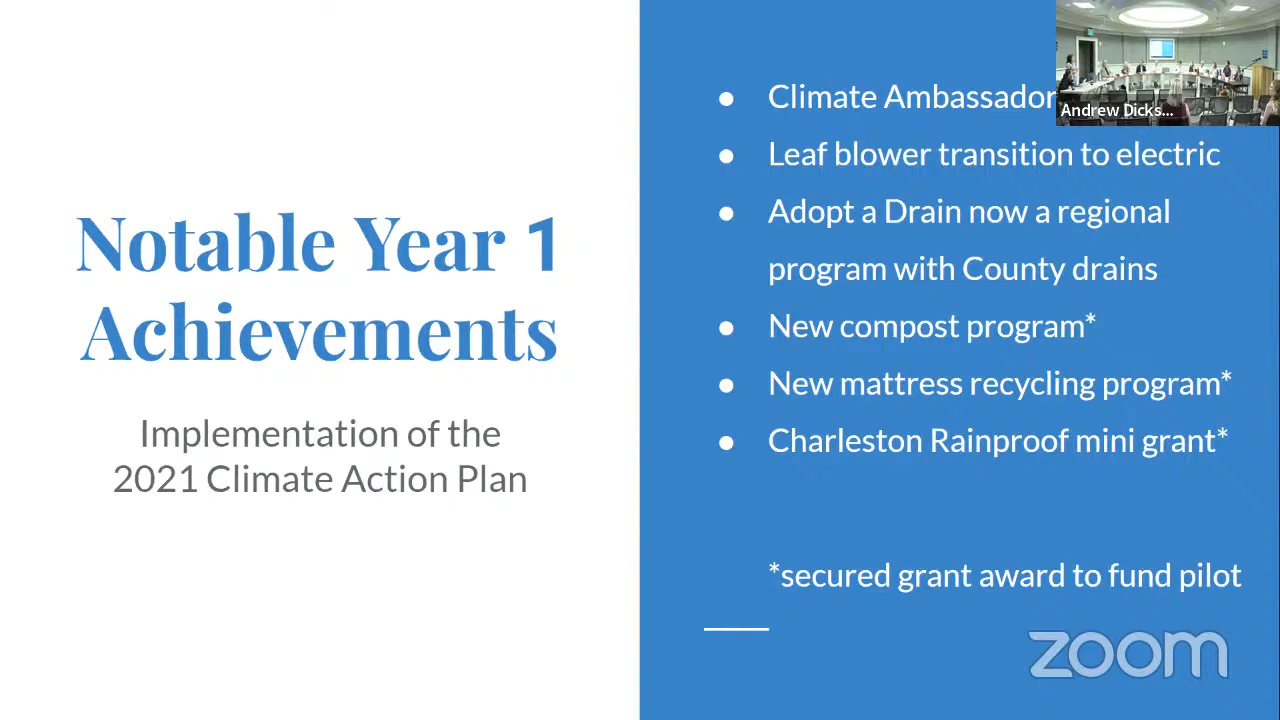 Notable Year 1
Achievements
Implementation of the
2021 Climate Action Plan
Climate Ambassador
Leaf blower transition to electric
Adopt a Drain now a regional
program with County drains
New compost program*
New mattress recycling program*
Charleston Rainproof mini grant*
*secured grant award to fund pilot
Andrew Dicks...
zoom